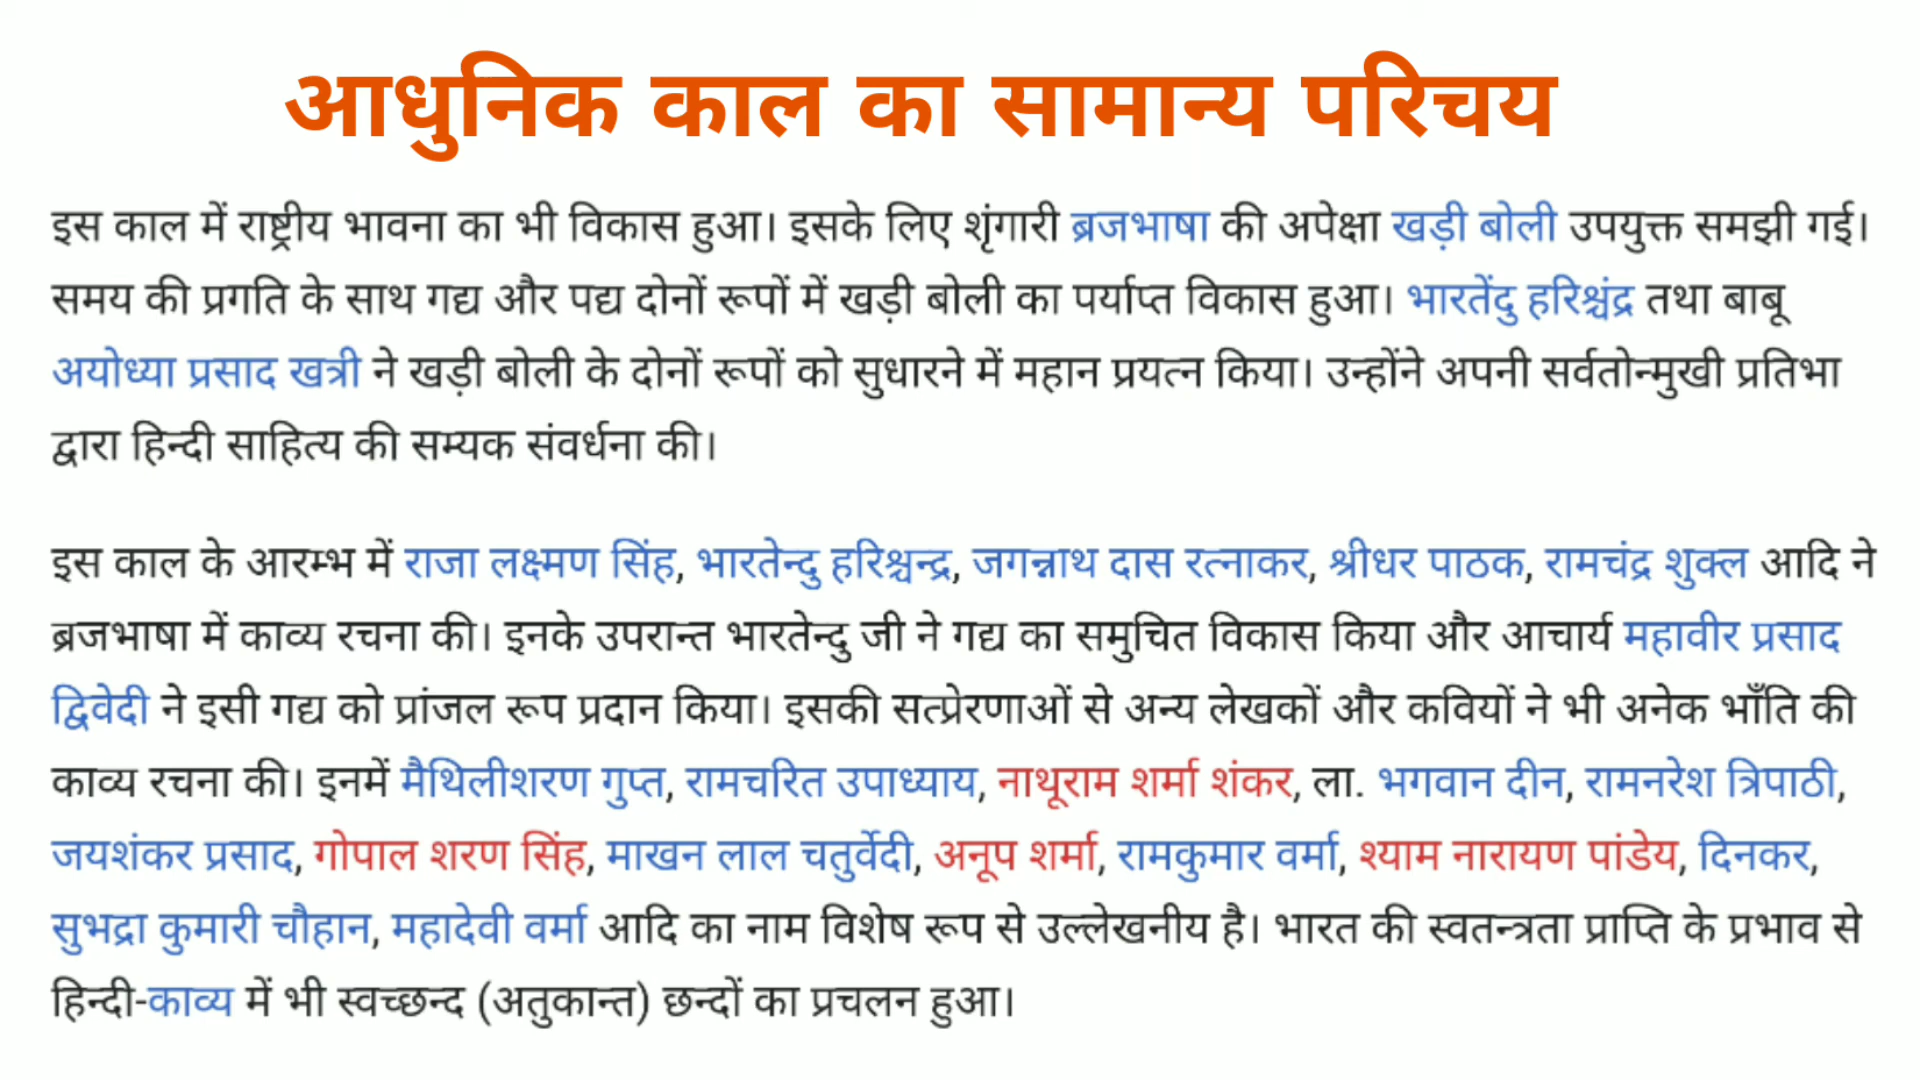 आधुनिक काल का सामान्य परिचय
इस काल में राष्ट्रीय भावना का भी विकास हुआ। इसके लिए शृंगारी ब्रजभाषा की अपेक्षा खड़ी बोली उपयुक्त समझी गई।
समय की प्रगति के साथ गद्य और पद्य दोनों रूपों में खड़ी बोली का पर्याप्त विकास हुआ। भारतेंदु हरिश्चंद्र तथा बाबू
अयोध्या प्रसाद खत्री ने खड़ी बोली के दोनों रूपों को सुधारने में महान प्रयत्न किया। उन्होंने अपनी सर्वतोन्मुखी प्रतिभा
द्वारा हिन्दी साहित्य की सम्यक संवर्धना की।
इस काल के आरम्भ में राजा लक्ष्मण सिंह, भारतेन्दु हरिश्चन्द्र, जगन्नाथ दास रत्नाकर, श्रीधर पाठक, रामचंद्र शुक्ल आदि ने
ब्रजभाषा में काव्य रचना की। इनके उपरान्त भारतेन्दु जी ने गद्य का समुचित विकास किया और आचार्य महावीर प्रसाद
द्विवेदी ने इसी गद्य को प्रांजल रूप प्रदान किया। इसकी सत्प्रेरणाओं से अन्य लेखकों और कवियों ने भी अनेक भाँति की
काव्य रचना की। इनमें मैथिलीशरण गुप्त, रामचरित उपाध्याय, नाथूराम शर्मा शंकर, ला. भगवान दीन, रामनरेश त्रिपाठी,
जयशंकर प्रसाद, गोपाल शरण सिंह, माखन लाल चतुर्वेदी, अनूप शर्मा, रामकुमार वर्मा, श्याम नारायण पांडेय, दिनकर,
सुभद्रा कुमारी चौहान, महादेवी वर्मा आदि का नाम विशेष रूप से उल्लेखनीय है। भारत की स्वतन्त्रता प्राप्ति के प्रभाव से
हिन्दी-काव्य में भी स्वच्छन्द (अतुकान्त) छन्दों का प्रचलन हुआ।